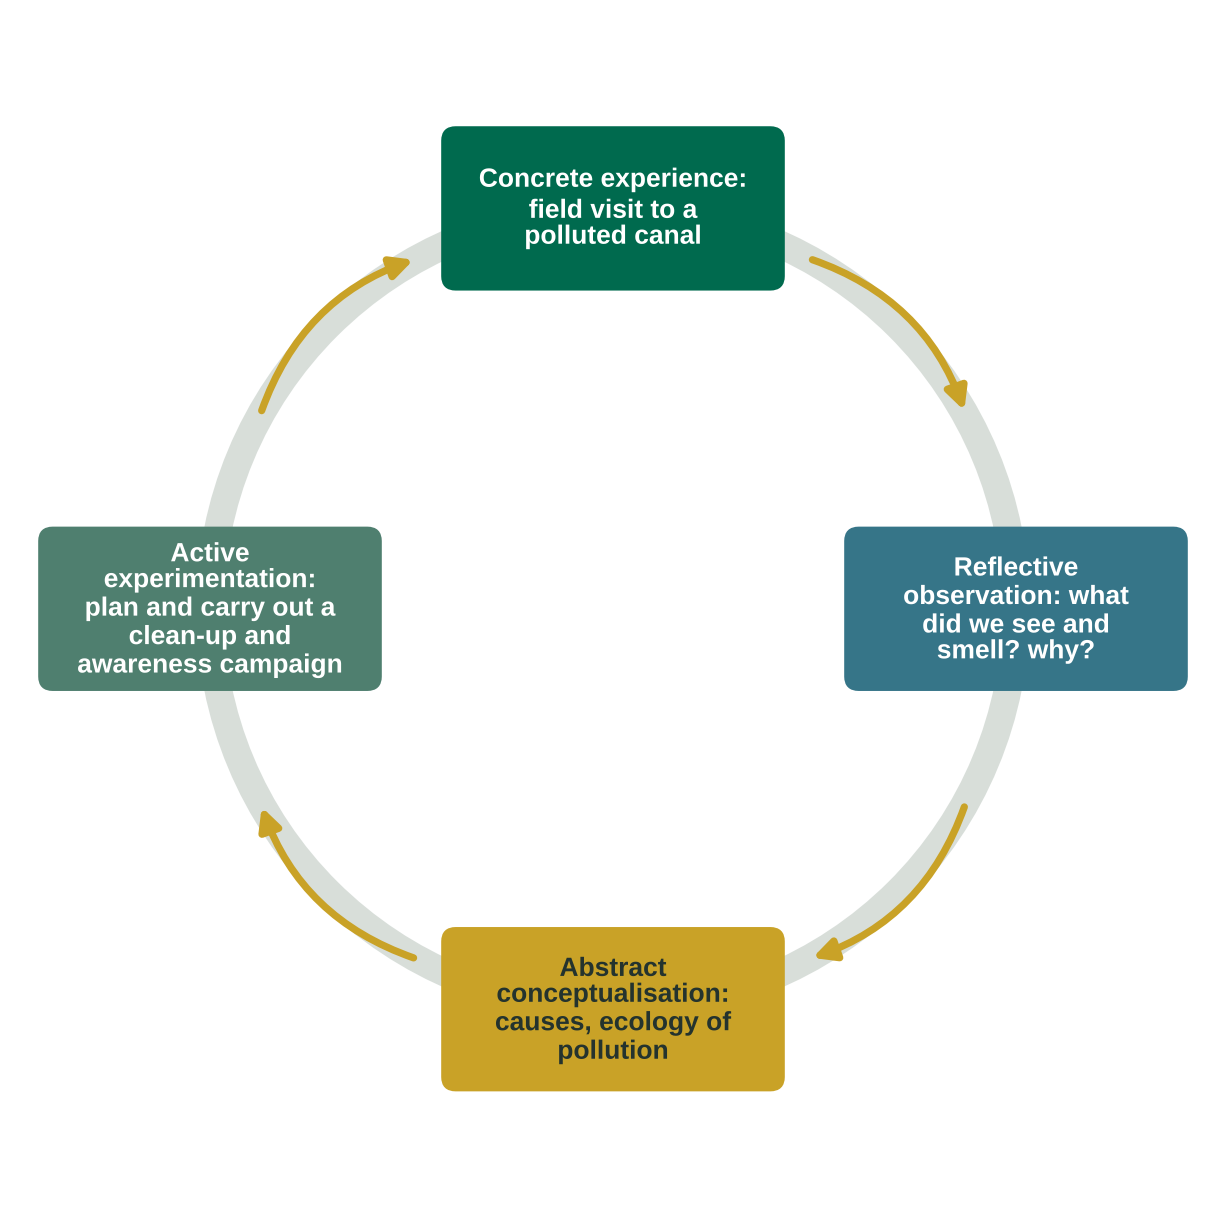 Concrete experience:
field visit to a
polluted canal
Active
experimentation:
plan and carry out a
clean-up and
awareness campaign
Reflective
observation: what
did we see and
smell? why?
Abstract
conceptualisation:
causes, ecology of
pollution